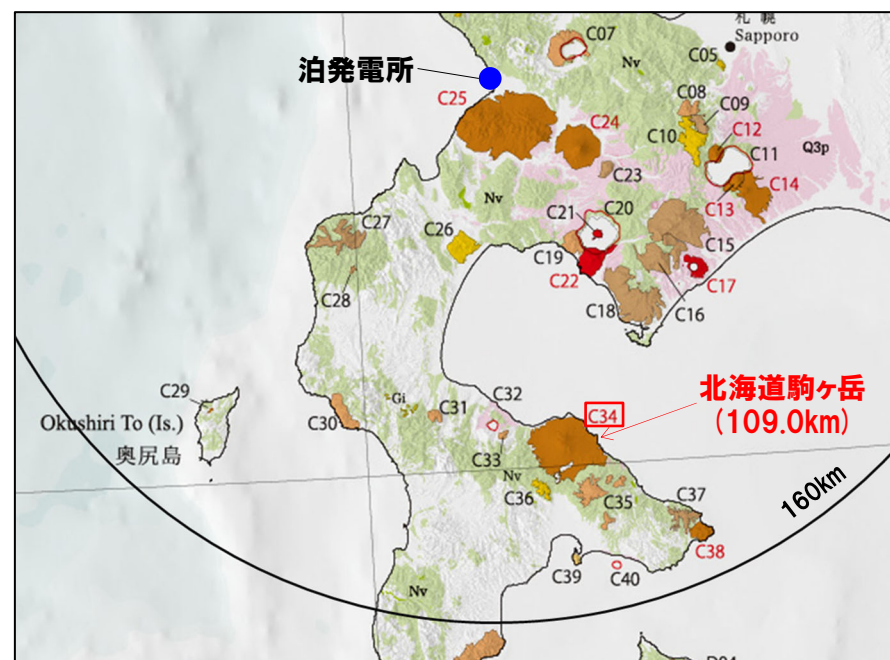 札 幌
Sapporo
C07
C05
Nv
泊発電所
C25
C08
C09
C24
C10
C12
C11
Q3p
C23
C14
C13
Nv
C20
C21
C27
C26
C15
C19
C22
C17
C28
C16
C18
C29
Gi
C32
C31
C34
北海道駒ヶ岳
(109.0km)
Okushiri To (Is.)
奥尻島
C30
C33
Nv
9
C36
C35
C37
160km
C38
C39
C40
Nv